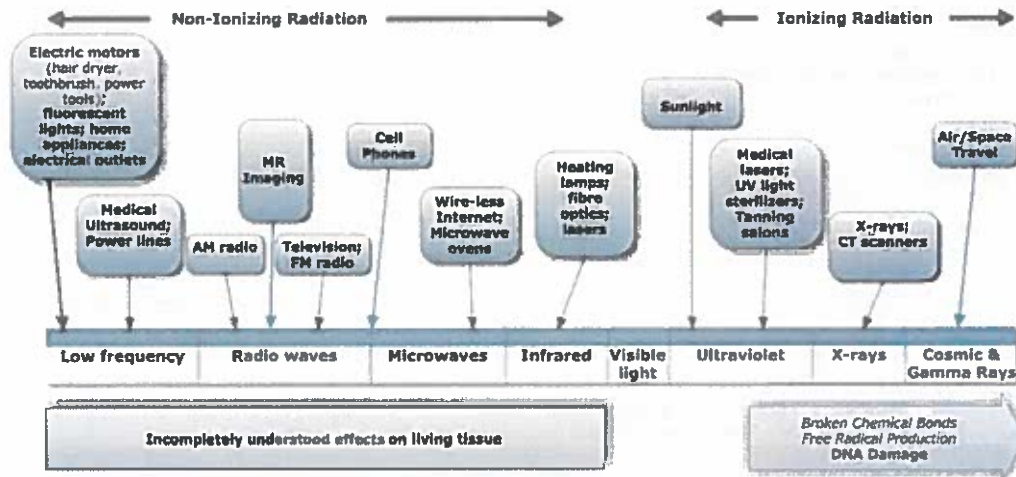 Non-Ionizing Radiation
Ionizing Radiation
Electric motors
(hair dryer,
toothbrush, power
tools);
fluorescent
lights; home
appliances;
electrical outlets
Medical
Ultrasound;
Power lines
AM radio
MR
Imaging
Television;
FM radio
Cell
Phones
Wire-less
Internet;
Microwave
ovens
Heating
lamps; fibre
optics;
lasers
Sunlight
Medical
lasers;
UV light
sterilizers;
Tanning
salons
X-rays;
CT scanners
Air/Space
Travel
Low frequency
Radio waves
Microwaves
Infrared
Visible
light
Ultraviolet
X-rays
Cosmic &
Gamma Rays
Incompletely understood effects on living tissue
Broken Chemical Bonds
Free Radical Production
DNA Damage